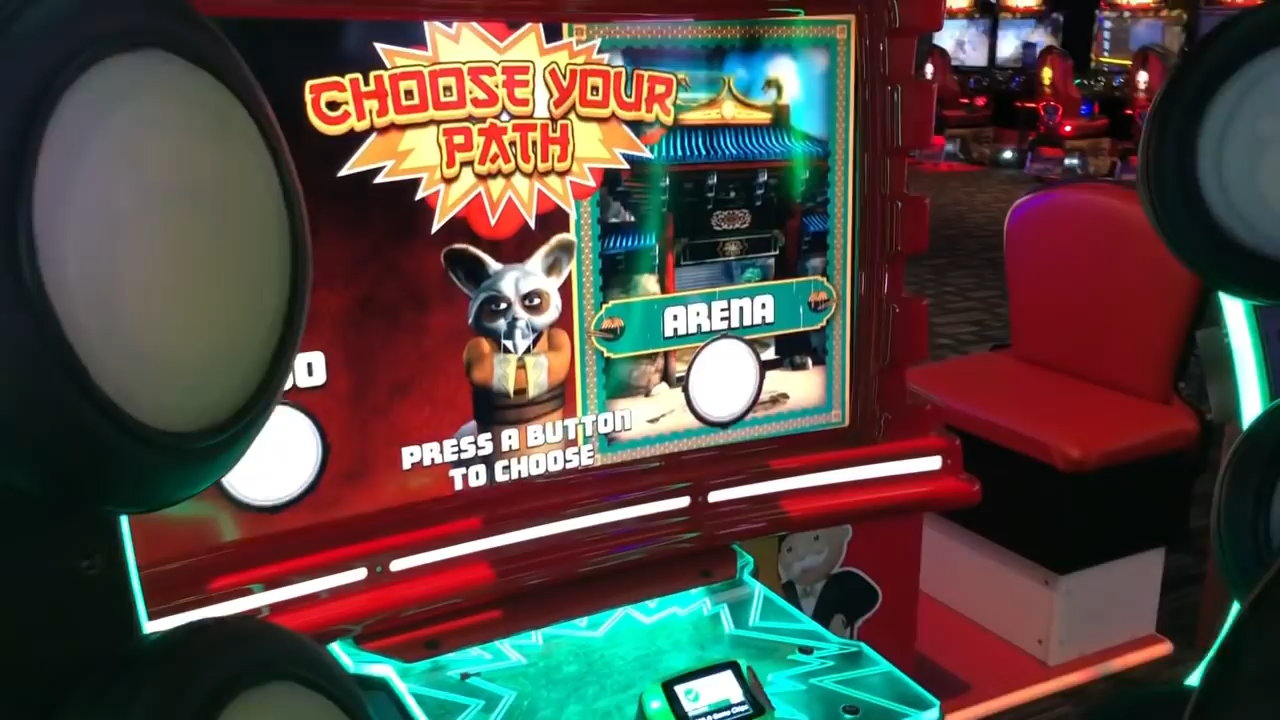 CHOOSE YOUR
PATH
ARENA
PRESS A BUTTON
TO CHOOSE